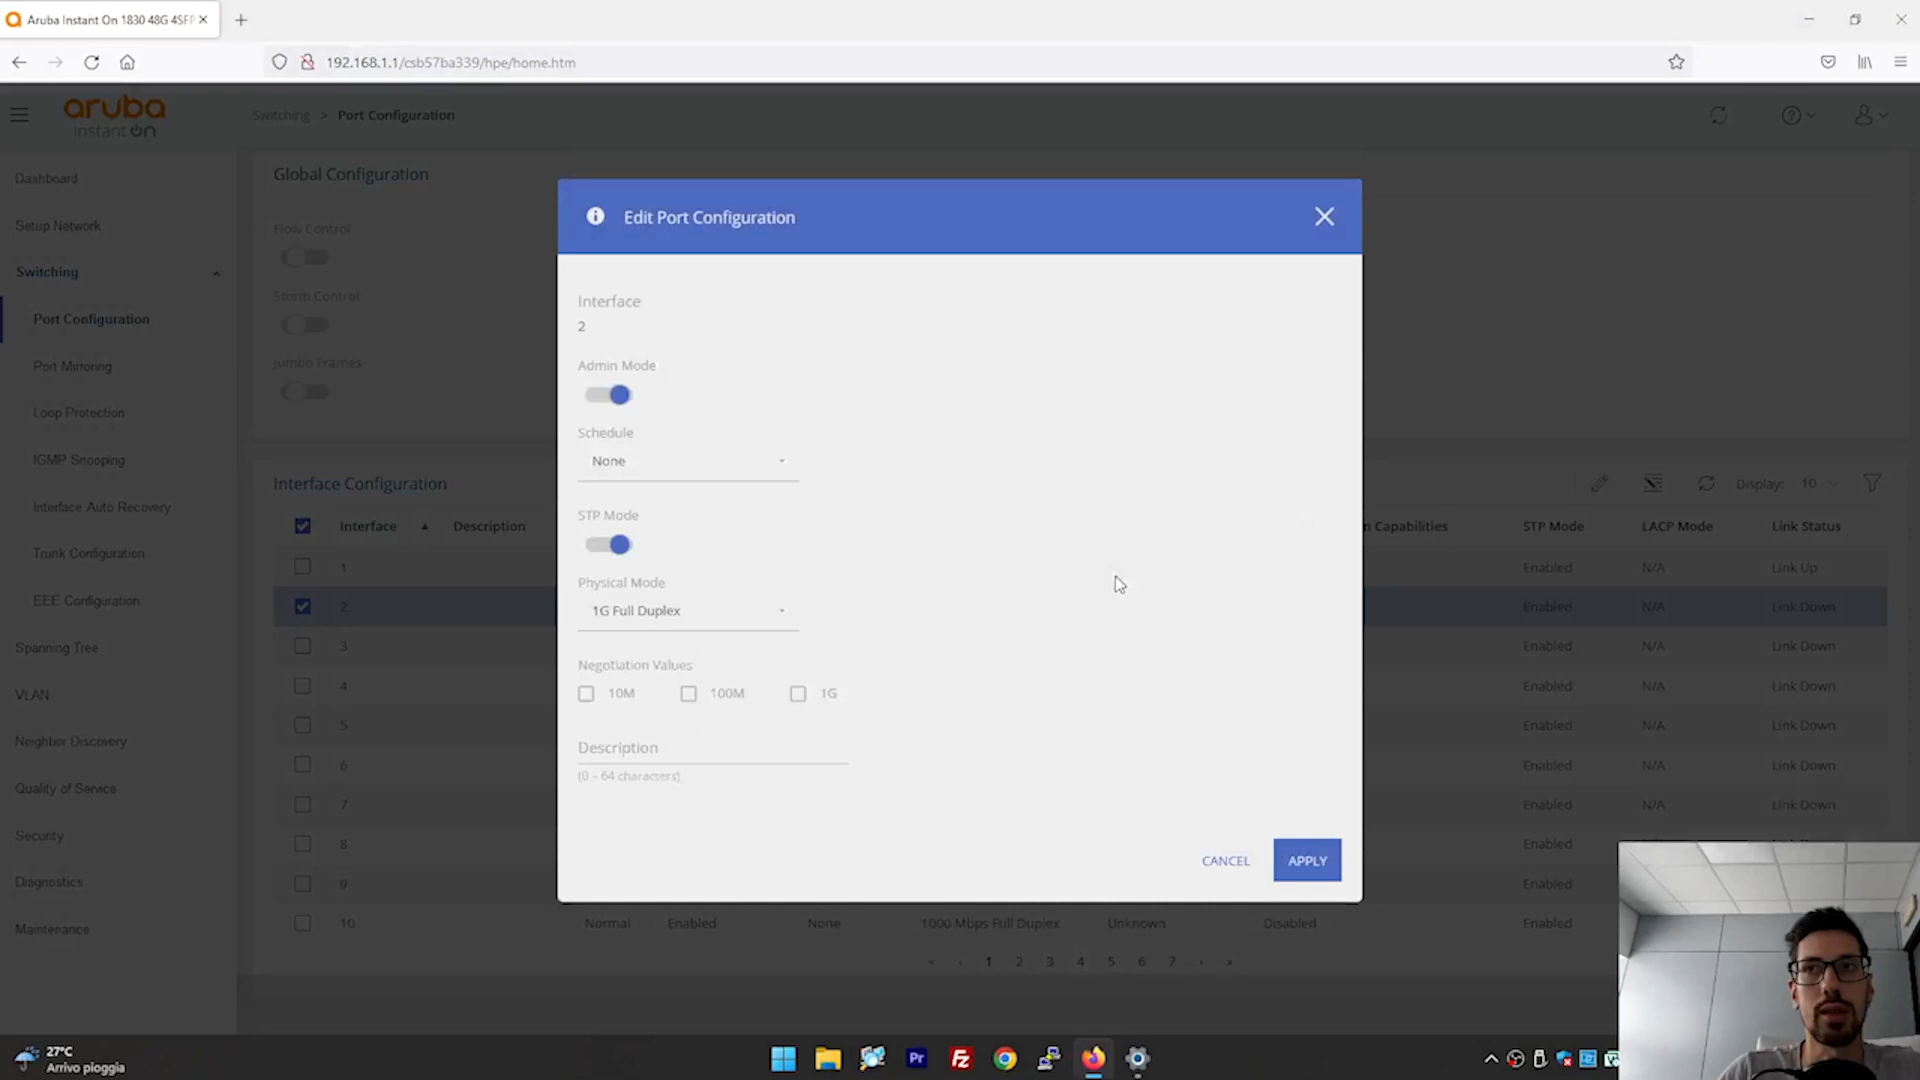 Aruba Instant On 1830 48G 4SFP
192.168.1.1/csb57ba339/hpe/home.htm
aruba
instant on
Switching > Port Configuration
Dashboard
Setup Network
Switching
Port Configuration
Port Mirroring
Loop Protection
IGMP Snooping
Interface Auto Recovery
Trunk Configuration
EEE Configuration
Spanning Tree
VLAN
Neighbor Discovery
Quality of Service
Security
Diagnostics
Maintenance
Global Configuration
Flow Control
Storm Control
Jumbo Frames
Edit Port Configuration
Interface
2
Admin Mode
Schedule
None
STP Mode
Physical Mode
1G Full Duplex
Negotiation Values
10M 100M 1G
Description
(0 – 64 characters)
CANCEL APPLY
Interface Configuration Display: 10
Interface Description n Capabilities STP Mode LACP Mode Link Status
1 Enabled N/A Link Up
2 Enabled N/A Link Down
3 Enabled N/A Link Down
4 Enabled N/A Link Down
5 Enabled N/A Link Down
6 Enabled N/A Link Down
7 Enabled N/A Link Down
8 Enabled
9 Enabled
10 Normal Enabled None 1000 Mbps Full Duplex Unknown Disabled Enabled
« ‹ 1 2 3 4 5 6 7 › »
27°C
Arrivo pioggia
Pr
Fz